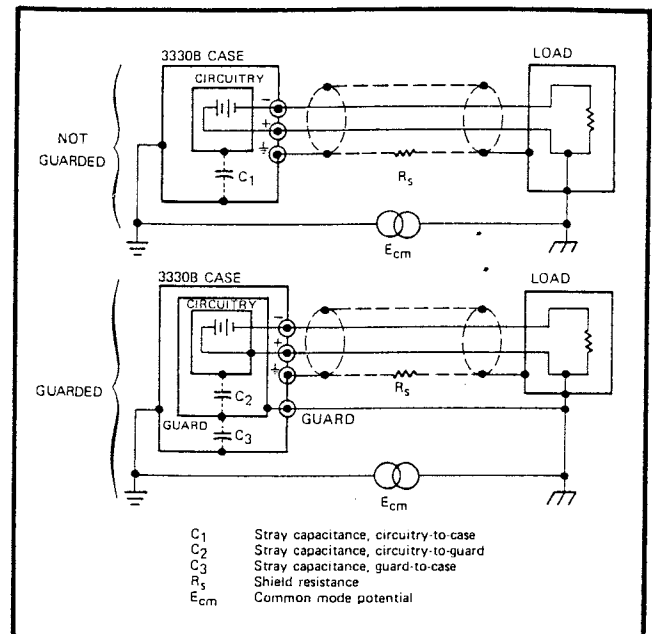 3330B CASE
LOAD
CIRCUITRY
−
+
C1
NOT
GUARDED
Rs
Ecm
3330B CASE
LOAD
CIRCUITRY
−
+
C2
Rs
GUARDED
GUARD
GUARD
C3
Ecm
C1 Stray capacitance, circuitry-to-case
C2 Stray capacitance, circuitry-to-guard
C3 Stray capacitance, guard-to-case
Rs Shield resistance
Ecm Common mode potential